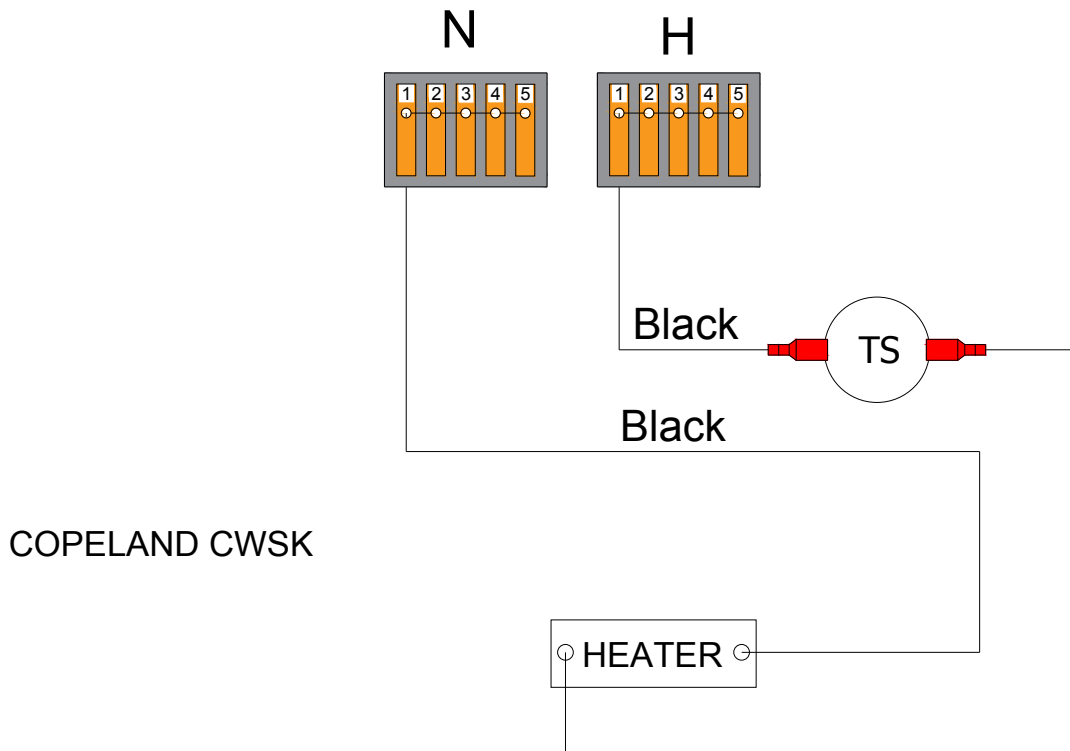 N H
1 2 3 4 5 1 2 3 4 5
Black
TS
Black
COPELAND CWSK
HEATER